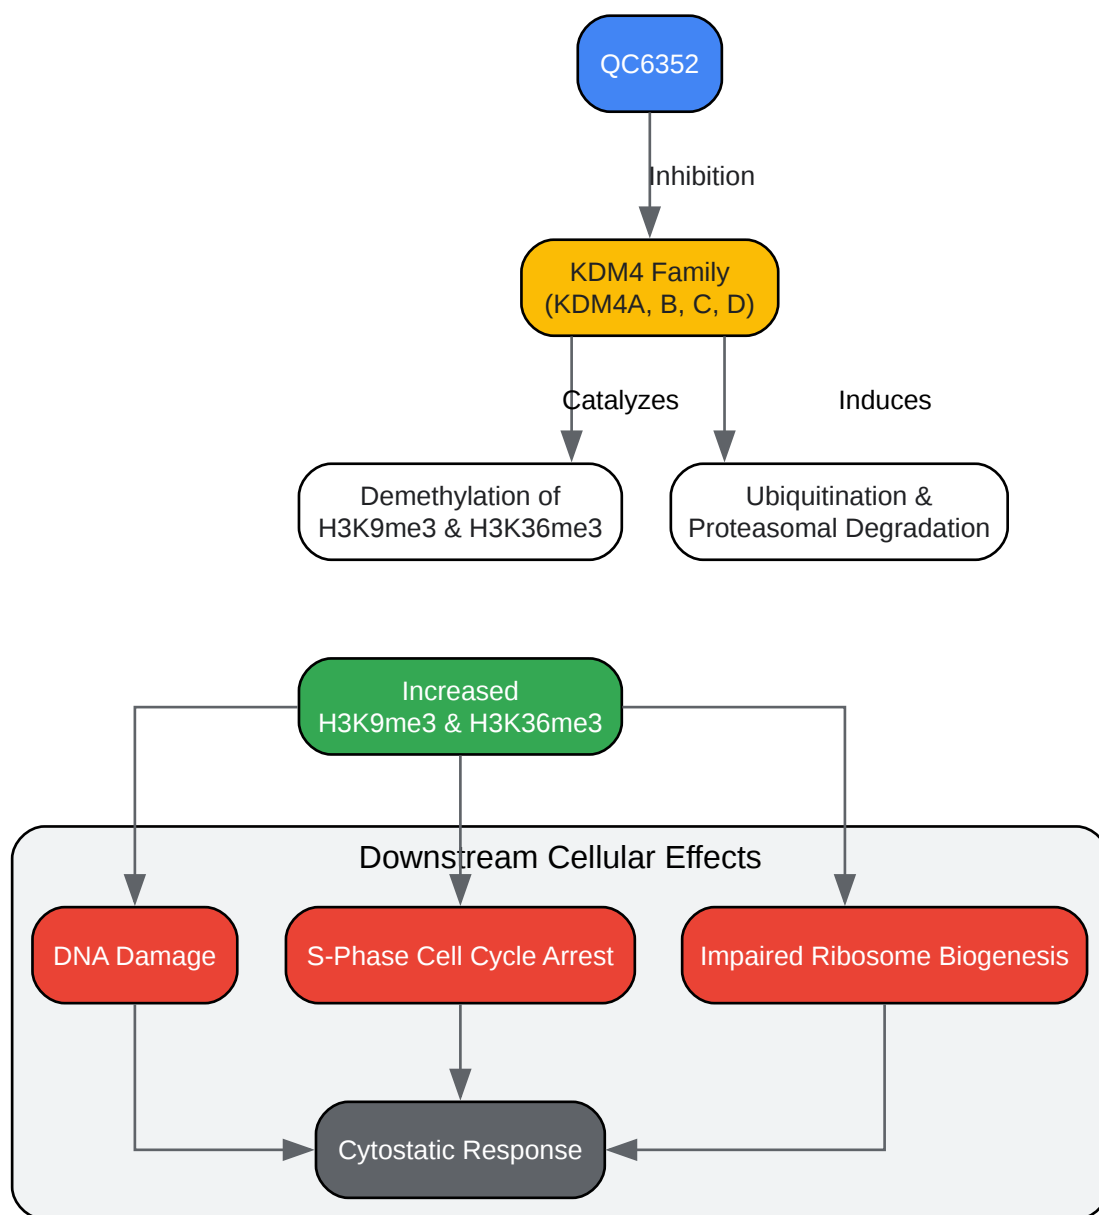 QC6352
Inhibition
KDM4 Family
(KDM4A, B, C, D)
Catalyzes
Induces
Demethylation of
H3K9me3 & H3K36me3
Ubiquitination &
Proteasomal Degradation
Increased
H3K9me3 & H3K36me3
Downstream Cellular Effects
DNA Damage
S-Phase Cell Cycle Arrest
Impaired Ribosome Biogenesis
Cytostatic Response